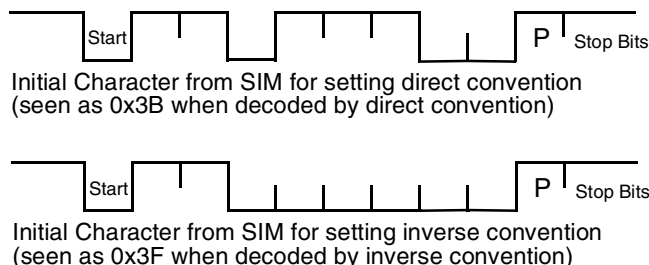 Start P Stop Bits
Initial Character from SIM for setting direct convention
(seen as 0x3B when decoded by direct convention)
Start P Stop Bits
Initial Character from SIM for setting inverse convention
(seen as 0x3F when decoded by inverse convention)